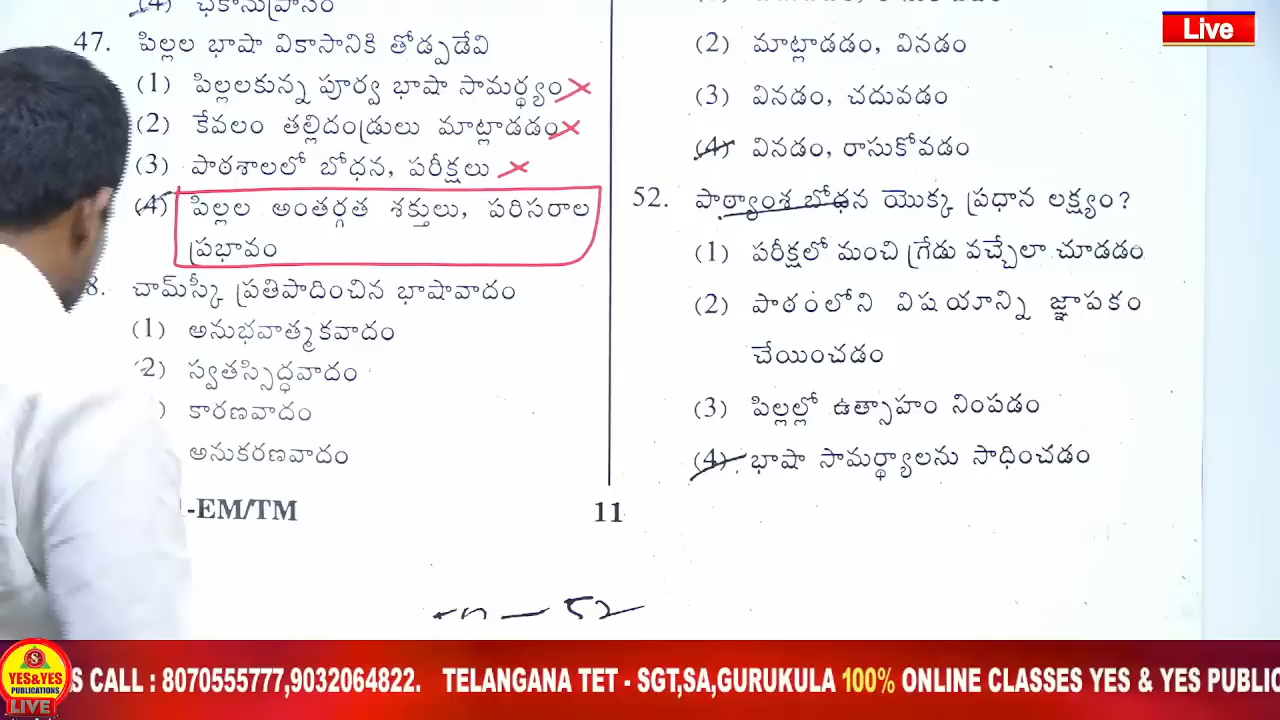 (4) ఛేకానుప్రాసం
47. పిల్లల భాషా వికాసానికి తోడ్పడేవి
(1) పిల్లలకున్న పూర్వ భాషా సామర్థ్యం
(2) కేవలం తల్లిదండ్రులు మాట్లాడడం
(3) పాఠశాలలో బోధన, పరీక్షలు
(4) పిల్లల అంతర్గత శక్తులు, పరిసరాల
ప్రభావం
8. చామ్‌స్కీ ప్రతిపాదించిన భాషావాదం
(1) అనుభవాత్మకవాదం
(2) స్వతస్సిద్ధవాదం
) కారణవాదం
అనుకరణవాదం
-EM/TM
11
(2) మాట్లాడడం, వినడం
(3) వినడం, చదువడం
(4) వినడం, రాసుకోవడం
52. పాఠ్యాంశ బోధన యొక్క ప్రధాన లక్ష్యం?
(1) పరీక్షలో మంచి గ్రేడు వచ్చేలా చూడడం
(2) పాఠంలోని విషయాన్ని జ్ఞాపకం
చేయించడం
(3) పిల్లల్లో ఉత్సాహం నింపడం
(4) భాషా సామర్థ్యాలను సాధించడం
52
Live
S CALL : 8070555777,9032064822. TELANGANA TET - SGT,SA,GURUKULA 100% ONLINE CLASSES YES & YES PUBLIC
S
YES&YES
PUBLICATIONS
LIVE